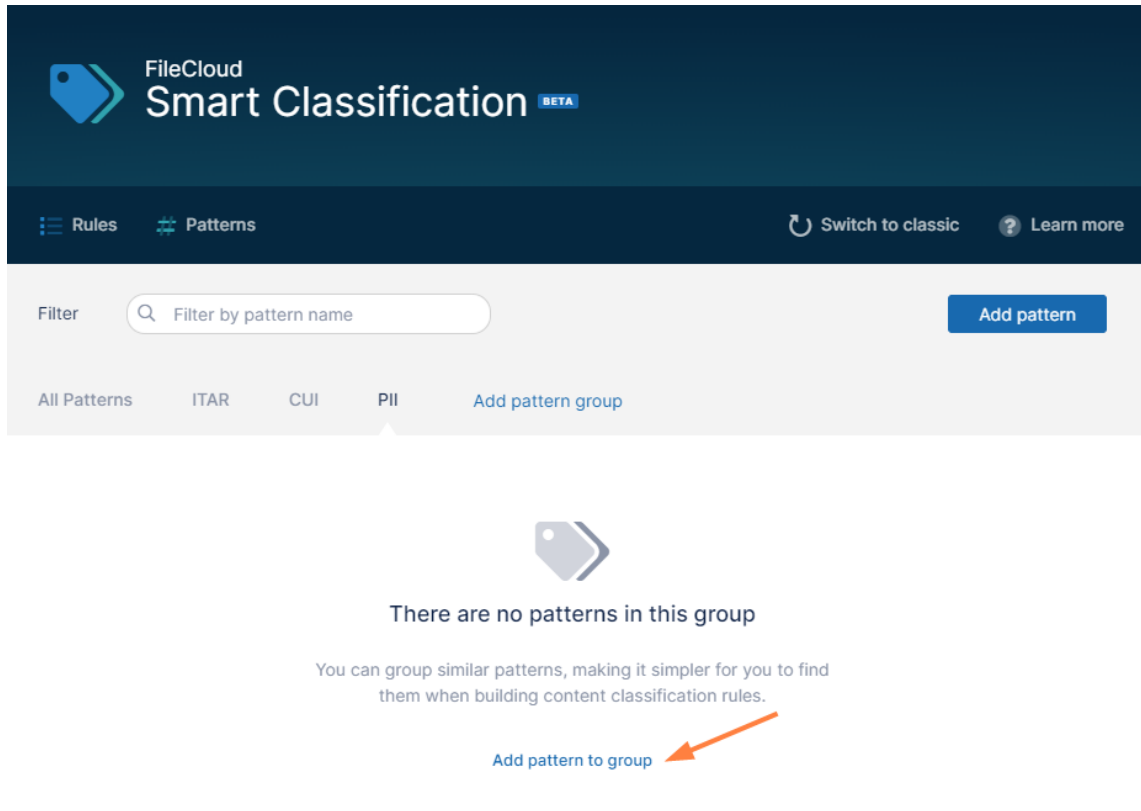 FileCloud
Smart Classification BETA
Rules Patterns Switch to classic ? Learn more
Filter Filter by pattern name Add pattern
All Patterns ITAR CUI PII Add pattern group
There are no patterns in this group
You can group similar patterns, making it simpler for you to find
them when building content classification rules.
Add pattern to group